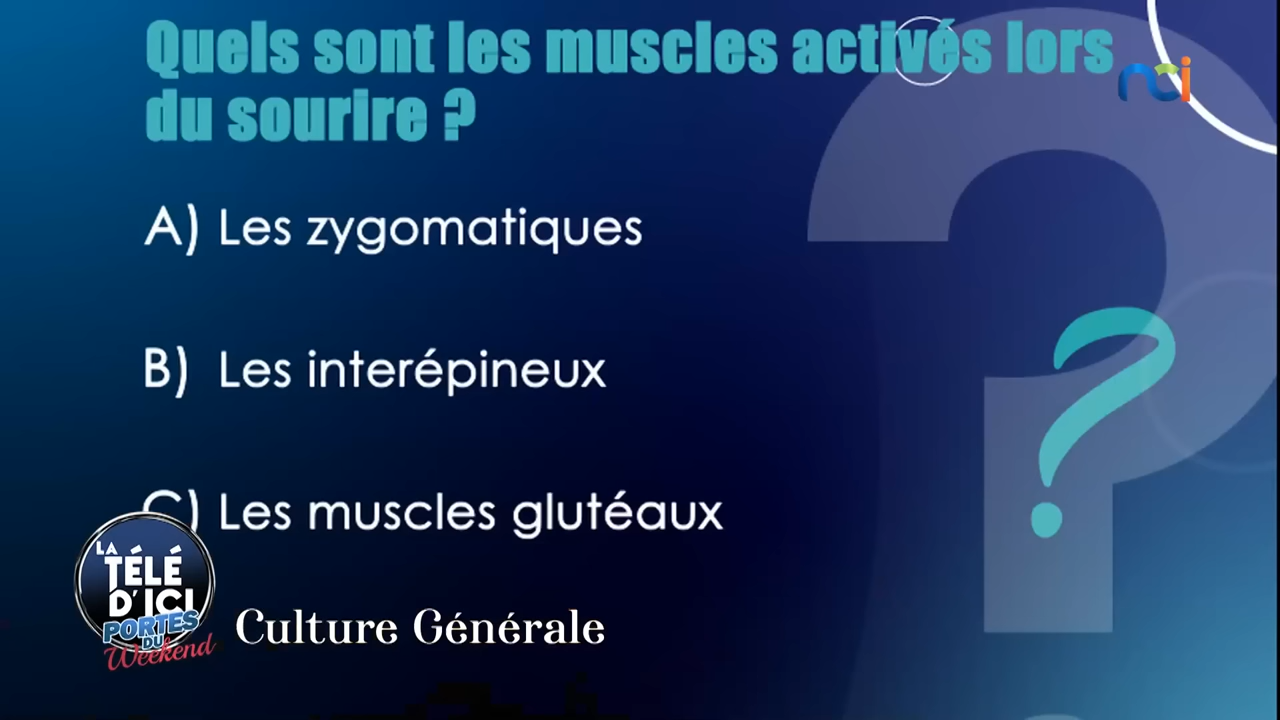 Quels sont les muscles activés lors
du sourire ?
nci
A) Les zygomatiques
B) Les interépineux
C) Les muscles glutéaux
LA
TÉLÉ
D'ICI
PORTES
DU
Weekend
Culture Générale